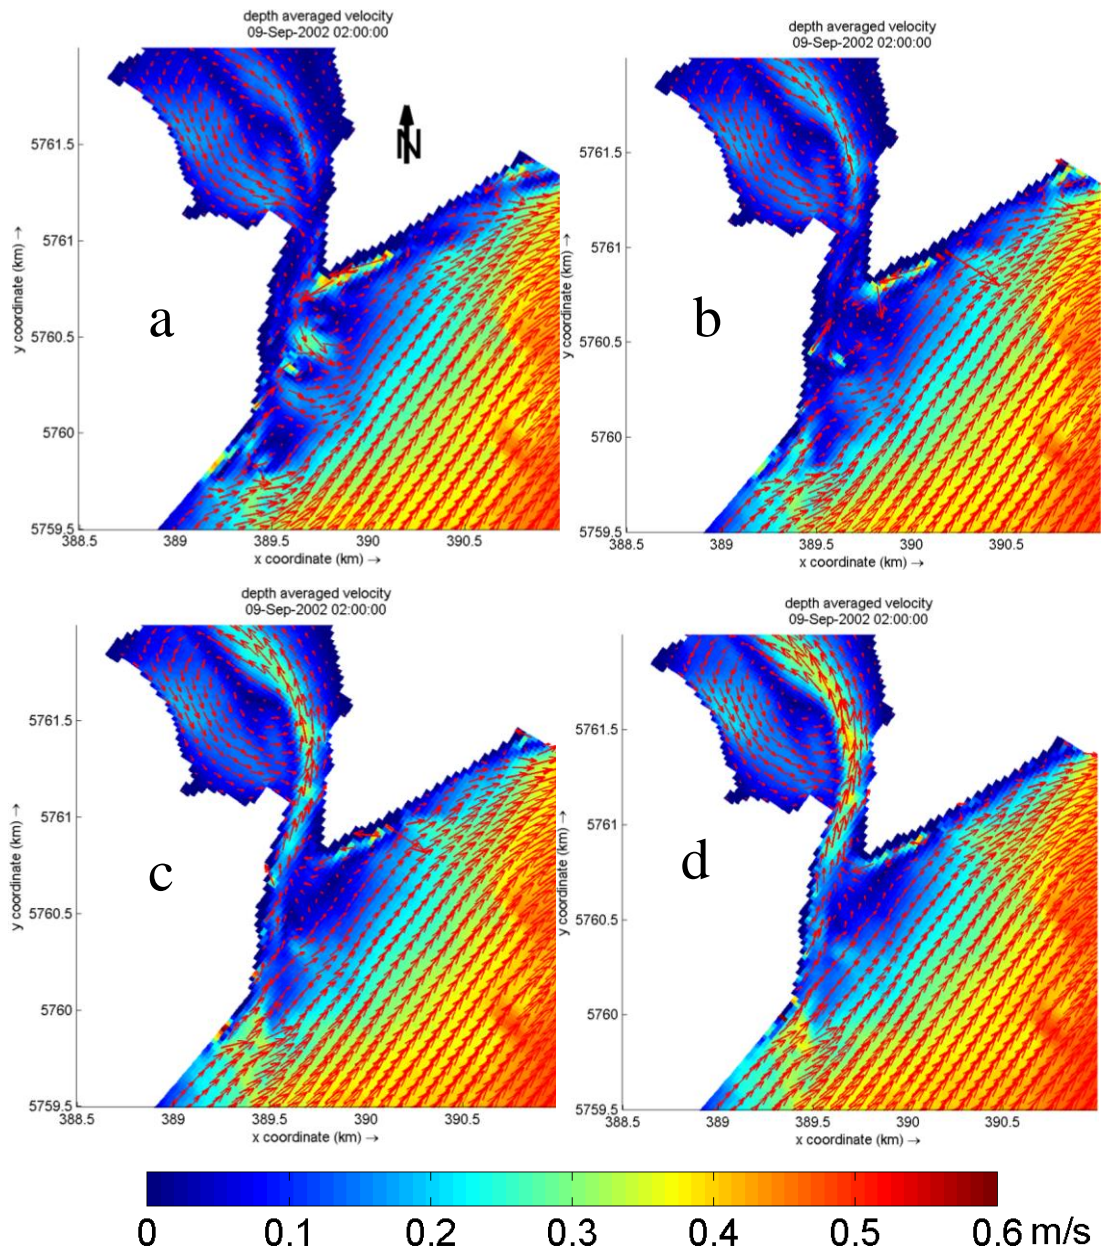 depth averaged velocity
09-Sep-2002 02:00:00
N
5761.5
5761
5760.5
5760
5759.5
y coordinate (km) →
a
388.5 389 389.5 390 390.5
x coordinate (km) →
depth averaged velocity
09-Sep-2002 02:00:00
5761.5
5761
5760.5
5760
5759.5
y coordinate (km) →
b
388.5 389 389.5 390 390.5
x coordinate (km) →
depth averaged velocity
09-Sep-2002 02:00:00
5761.5
5761
5760.5
5760
5759.5
y coordinate (km) →
c
388.5 389 389.5 390 390.5
x coordinate (km) →
depth averaged velocity
09-Sep-2002 02:00:00
5761.5
5761
5760.5
5760
5759.5
y coordinate (km) →
d
388.5 389 389.5 390 390.5
x coordinate (km) →
0 0.1 0.2 0.3 0.4 0.5 0.6 m/s